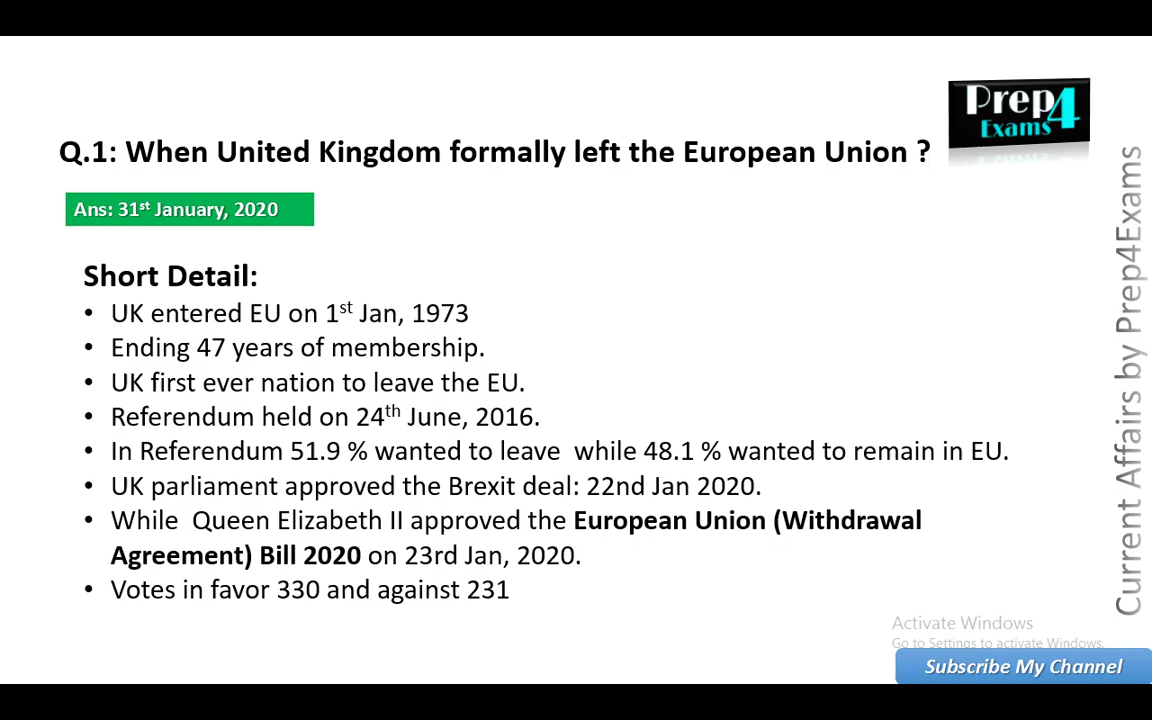 Prep4
Exams
Q.1: When United Kingdom formally left the European Union ?
Ans: 31st January, 2020
Short Detail:
• UK entered EU on 1st Jan, 1973
• Ending 47 years of membership.
• UK first ever nation to leave the EU.
• Referendum held on 24th June, 2016.
• In Referendum 51.9 % wanted to leave while 48.1 % wanted to remain in EU.
• UK parliament approved the Brexit deal: 22nd Jan 2020.
• While Queen Elizabeth II approved the European Union (Withdrawal
Agreement) Bill 2020 on 23rd Jan, 2020.
• Votes in favor 330 and against 231
Current Affairs by Prep4Exams
Activate Windows
Go to Settings to activate Windows.
Subscribe My Channel